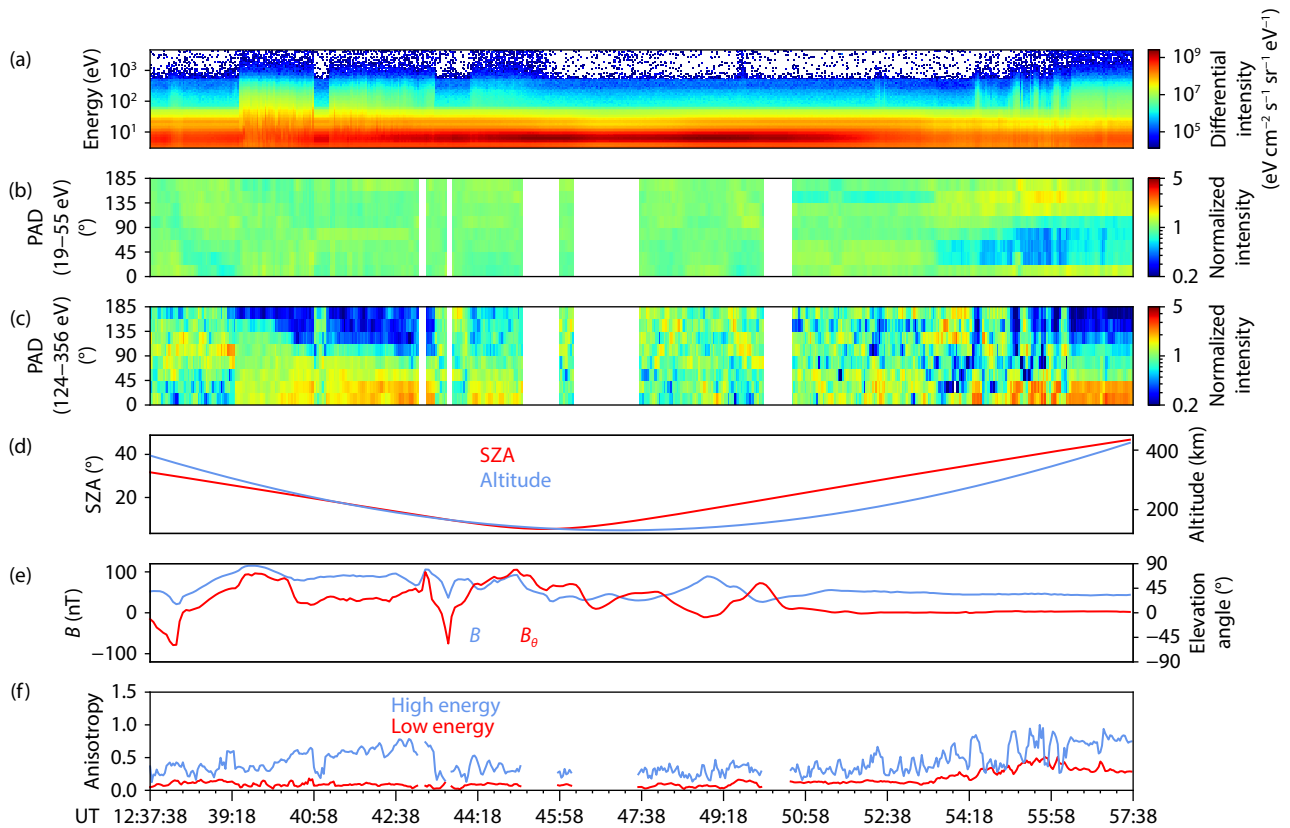 (a)
Energy (eV)
10³
10²
10¹
10⁹
10⁷
10⁵
Differential
intensity
(eV cm⁻² s⁻¹ sr⁻¹ eV⁻¹)
(b)
PAD
(19–55 eV)
(°)
185
135
90
45
0
5
1
0.2
Normalized
intensity
(c)
PAD
(124–356 eV)
(°)
185
135
90
45
0
5
1
0.2
Normalized
intensity
(d)
SZA (°)
40
20
SZA
Altitude
400
200
Altitude (km)
(e)
B (nT)
100
0
−100
B
Bθ
90
45
0
−45
−90
Elevation
angle (°)
(f)
Anisotropy
1.5
1.0
0.5
0.0
High energy
Low energy
UT 12:37:38 39:18 40:58 42:38 44:18 45:58 47:38 49:18 50:58 52:38 54:18 55:58 57:38